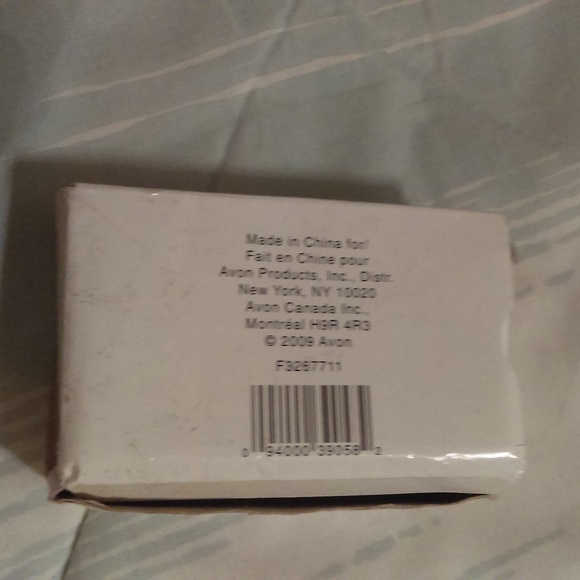 Made in China for/
Fait en Chine pour
Avon Products, Inc., Distr.
New York, NY 10020
Avon Canada Inc.,
Montréal H9R 4R3
© 2009 Avon
F3267711
0 94000 39058 2